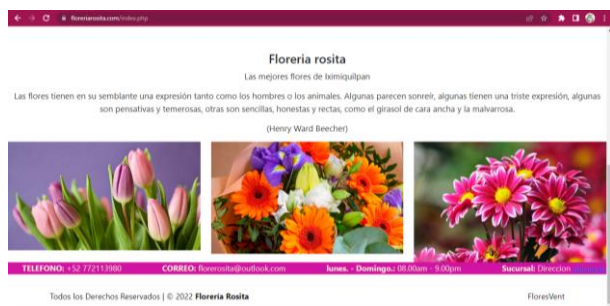 floreriarosita.com/index.php
Floreria rosita
Las mejores flores de Iximiquilpan
Las flores tienen en su semblante una expresión tanto como los hombres o los animales. Algunas parecen sonreír, algunas tienen una triste expresión, algunas
son pensativas y temerosas, otras son sencillas, honestas y rectas, como el girasol de cara ancha y la malvarrosa.
(Henry Ward Beecher)
TELEFONO: +52 772113980 CORREO: florerosita@outlook.com lunes. - Domingo.: 08.00am - 9.00pm Sucursal: Direccion
Todos los Derechos Reservados | © 2022 Floreria Rosita FloresVent